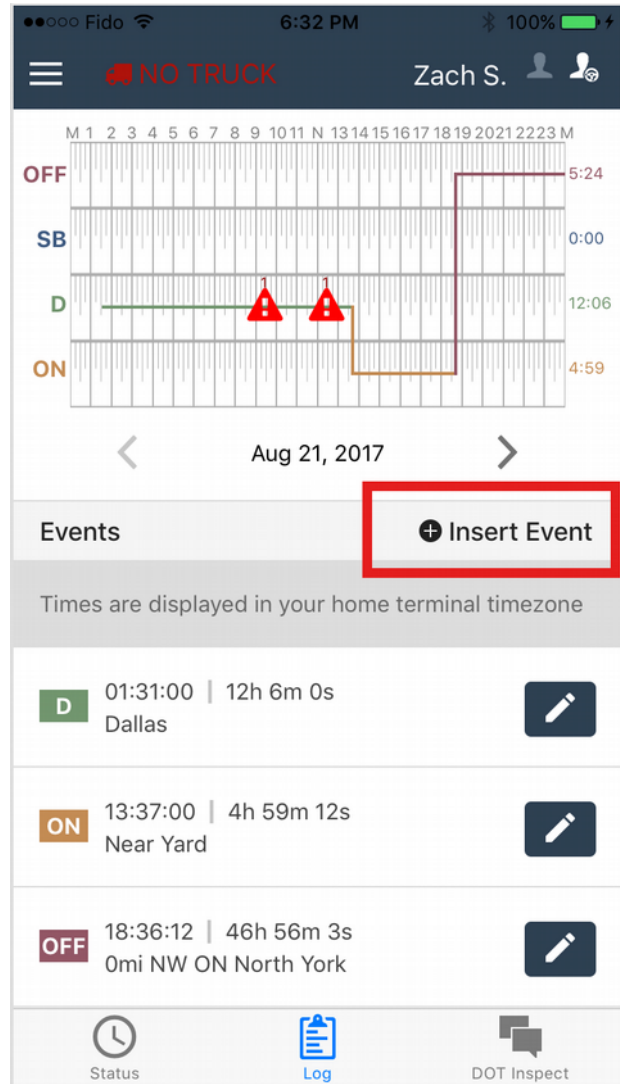 Fido 6:32 PM 100%
NO TRUCK Zach S.
M 1 2 3 4 5 6 7 8 9 10 11 N 13 14 15 16 17 18 19 20 21 22 23 M
OFF 5:24
SB 0:00
1 1
D 12:06
ON 4:59
Aug 21, 2017
Events Insert Event
Times are displayed in your home terminal timezone
D 01:31:00 | 12h 6m 0s
Dallas
ON 13:37:00 | 4h 59m 12s
Near Yard
OFF 18:36:12 | 46h 56m 3s
0mi NW ON North York
Status Log DOT Inspect